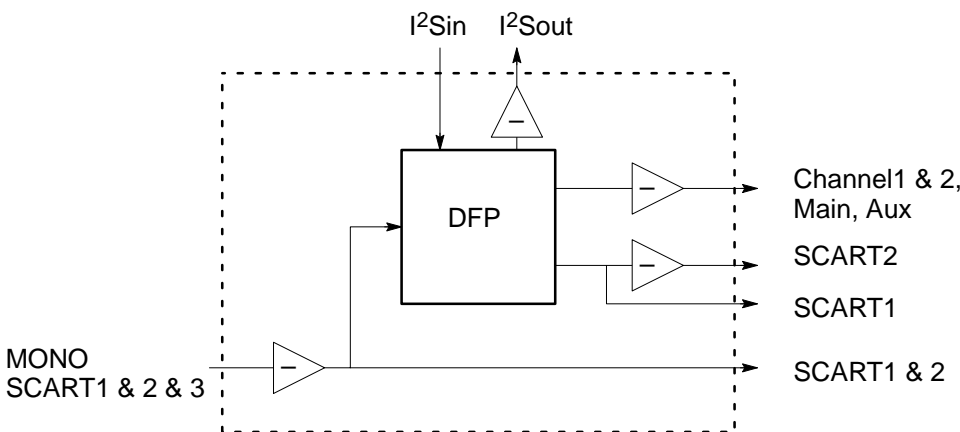 I²Sin I²Sout
Channel1 & 2,
Main, Aux
DFP
SCART2
SCART1
MONO
SCART1 & 2 & 3
SCART1 & 2